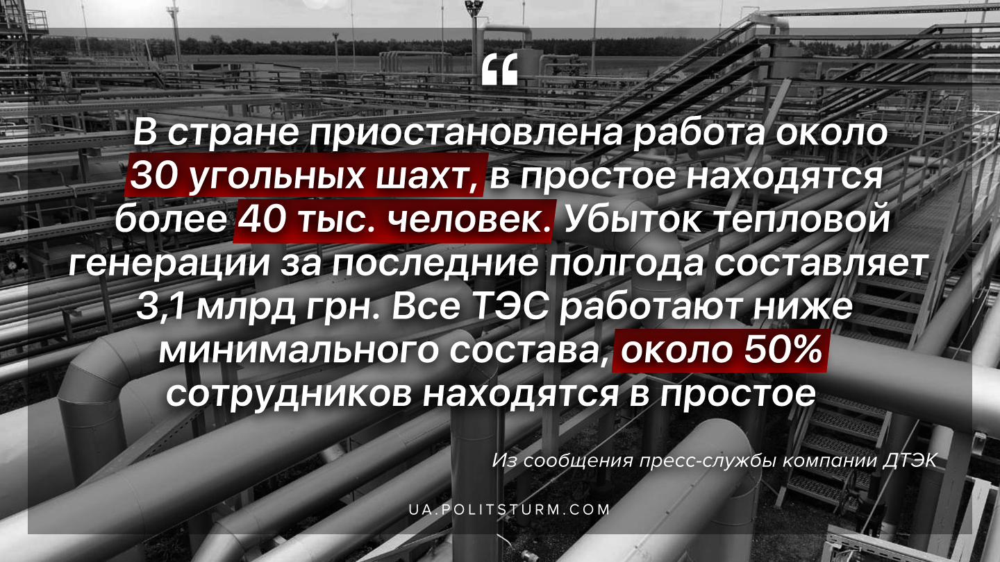 “
В стране приостановлена работа около
30 угольных шахт, в простое находятся
более 40 тыс. человек. Убыток тепловой
генерации за последние полгода составляет
3,1 млрд грн. Все ТЭС работают ниже
минимального состава, около 50%
сотрудников находятся в простое
Из сообщения пресс-службы компании ДТЭК
UA.POLITSTURM.COM